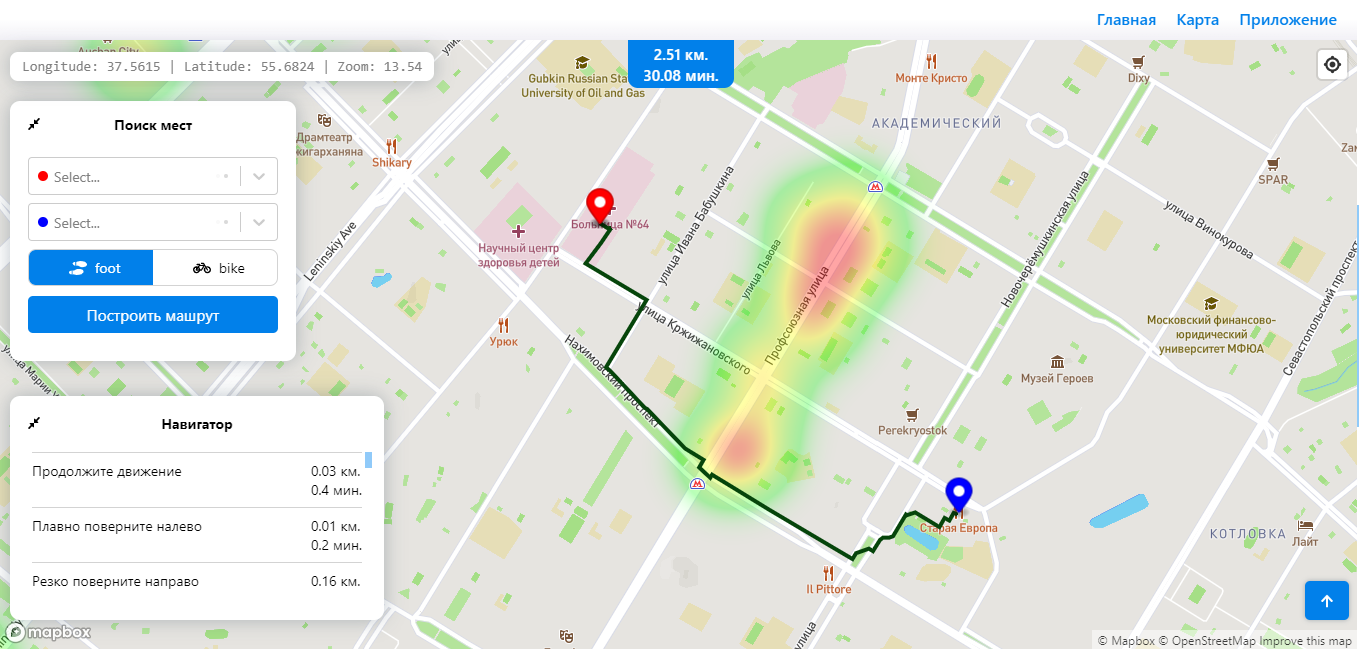 Главная Карта Приложение
Auchan City
Longitude: 37.5615 | Latitude: 55.6824 | Zoom: 13.54
2.51 км.
30.08 мин.
Gubkin Russian Sta
University of Oil and Gas
Монте Кристо
Dixy
АКАДЕМИЧЕСКИЙ
Поиск мест
Драмтеатр
жигарханяна
Shikary
Select...
Select...
foot
bike
Построить машрут
SPAR
Zam
Больница №64
Научный центр
здоровья детей
Leninskiy Ave
улица Ивана Бабушкина
улица Львова
Профсоюзная улица
Новочерёмушкинская улица
улица Винокурова
Севастопольский проспект
улица Кржижановского
Нахимовский проспект
Урюк
Московский финансово-
юридический
университет МФЮА
Музей Героев
Perekryostok
улица Марии
Навигатор
Продолжите движение 0.03 км.
0.4 мин.
Плавно поверните налево 0.01 км.
0.2 мин.
Резко поверните направо 0.16 км.
Старая Европа
КОТЛОВКА
Лайт
Il Pittore
улица
mapbox
© Mapbox © OpenStreetMap Improve this map